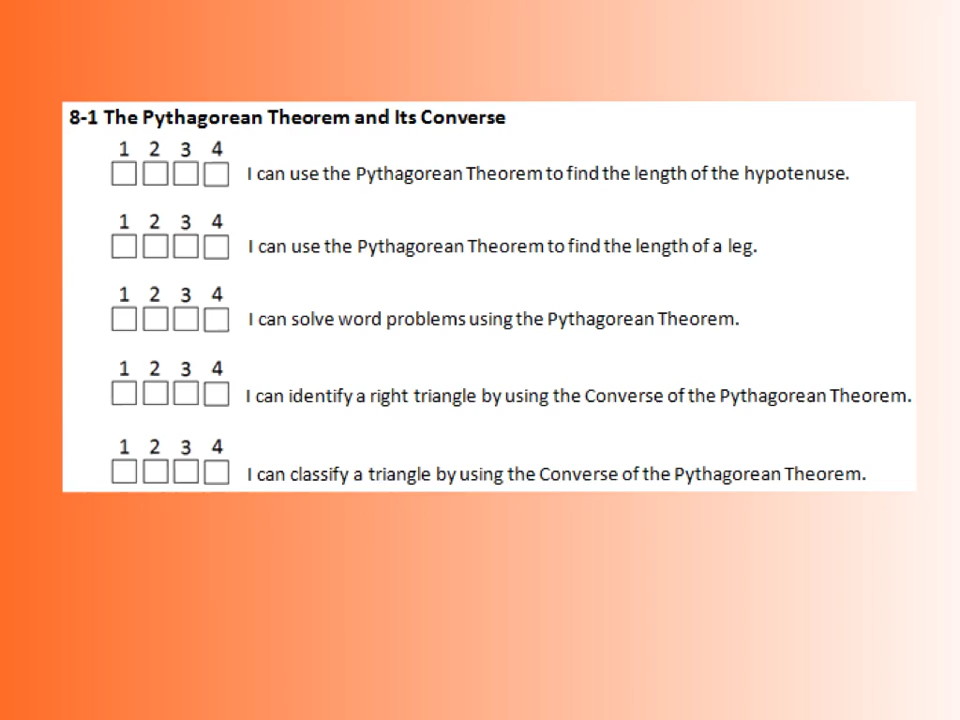 8-1 The Pythagorean Theorem and Its Converse
1 2 3 4
I can use the Pythagorean Theorem to find the length of the hypotenuse.
1 2 3 4
I can use the Pythagorean Theorem to find the length of a leg.
1 2 3 4
I can solve word problems using the Pythagorean Theorem.
1 2 3 4
I can identify a right triangle by using the Converse of the Pythagorean Theorem.
1 2 3 4
I can classify a triangle by using the Converse of the Pythagorean Theorem.